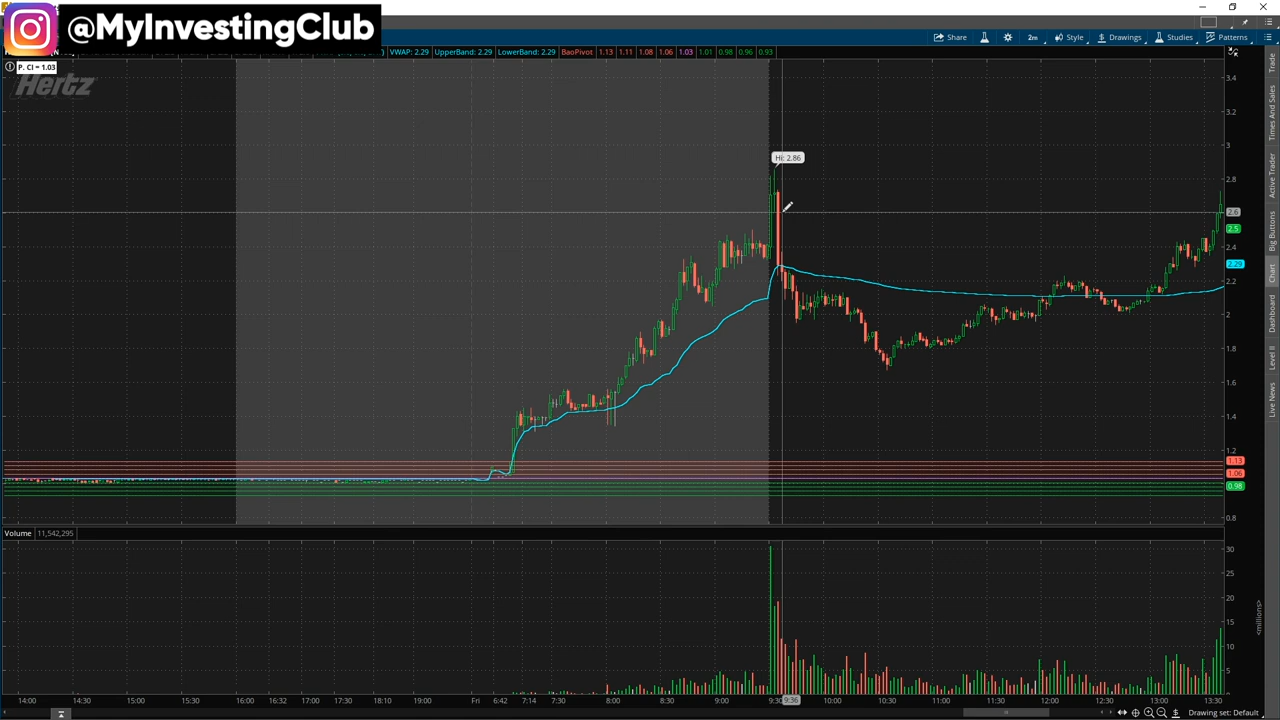 @MyInvestingClub
Share
2m
Style
Drawings
Studies
Patterns
VWAP: 2.29 UpperBand: 2.29 LowerBand: 2.29 BaoPivot 1.13 1.11 1.08 1.06 1.03 1.01 0.98 0.96 0.93
P. Cl = 1.03
Hertz
Hi: 2.86
3.4
3.2
3
2.8
2.6
2.5
2.4
2.29
2.2
2
1.8
1.6
1.4
1.2
1.13
1.06
0.98
0.8
Volume 11,542,295
30
25
20
15
10
5
<millions>
14:00 14:30 15:00 15:30 16:00 16:32 17:00 17:30 18:10 19:00 Fri 6:42 7:14 7:30 8:00 8:30 9:00 9:30 9:36 10:00 10:30 11:00 11:30 12:00 12:30 13:00 13:30
Drawing set: Default
Trade
Times And Sales
Active Trader
Big Buttons
Chart
Dashboard
Level II
Live News